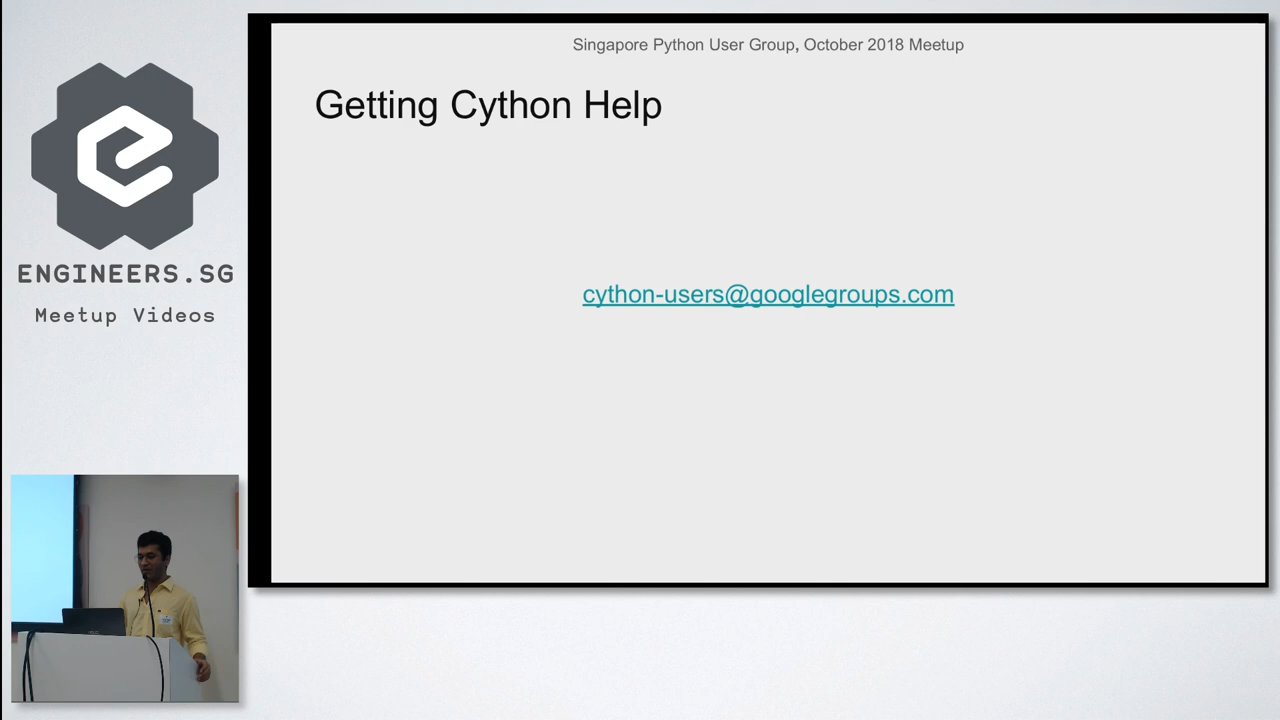 Singapore Python User Group, October 2018 Meetup
Getting Cython Help
cython-users@googlegroups.com
ENGINEERS.SG
Meetup Videos